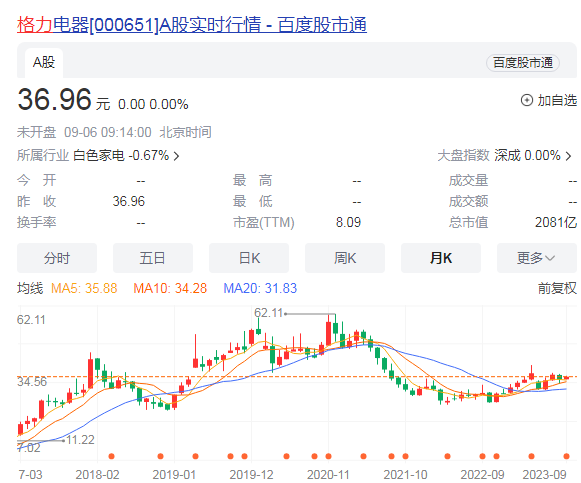 格力电器[000651]A股实时行情 - 百度股市通
A股
百度股市通
36.96 元 0.00 0.00%
加自选
未开盘 09-06 09:14:00 北京时间
所属行业 白色家电 -0.67%
大盘指数 深成 0.00%
今 开 -- 最 高 -- 成交量 --
昨 收 36.96 最 低 -- 成交额 --
换手率 -- 市盈(TTM) 8.09 总市值 2081亿
分时 五日 日K 周K 月K 更多
均线 MA5: 35.88 MA10: 34.28 MA20: 31.83 前复权
62.11
62.11
34.56
11.22
7.02
7-03 2018-02 2019-01 2019-12 2020-11 2021-10 2022-09 2023-09